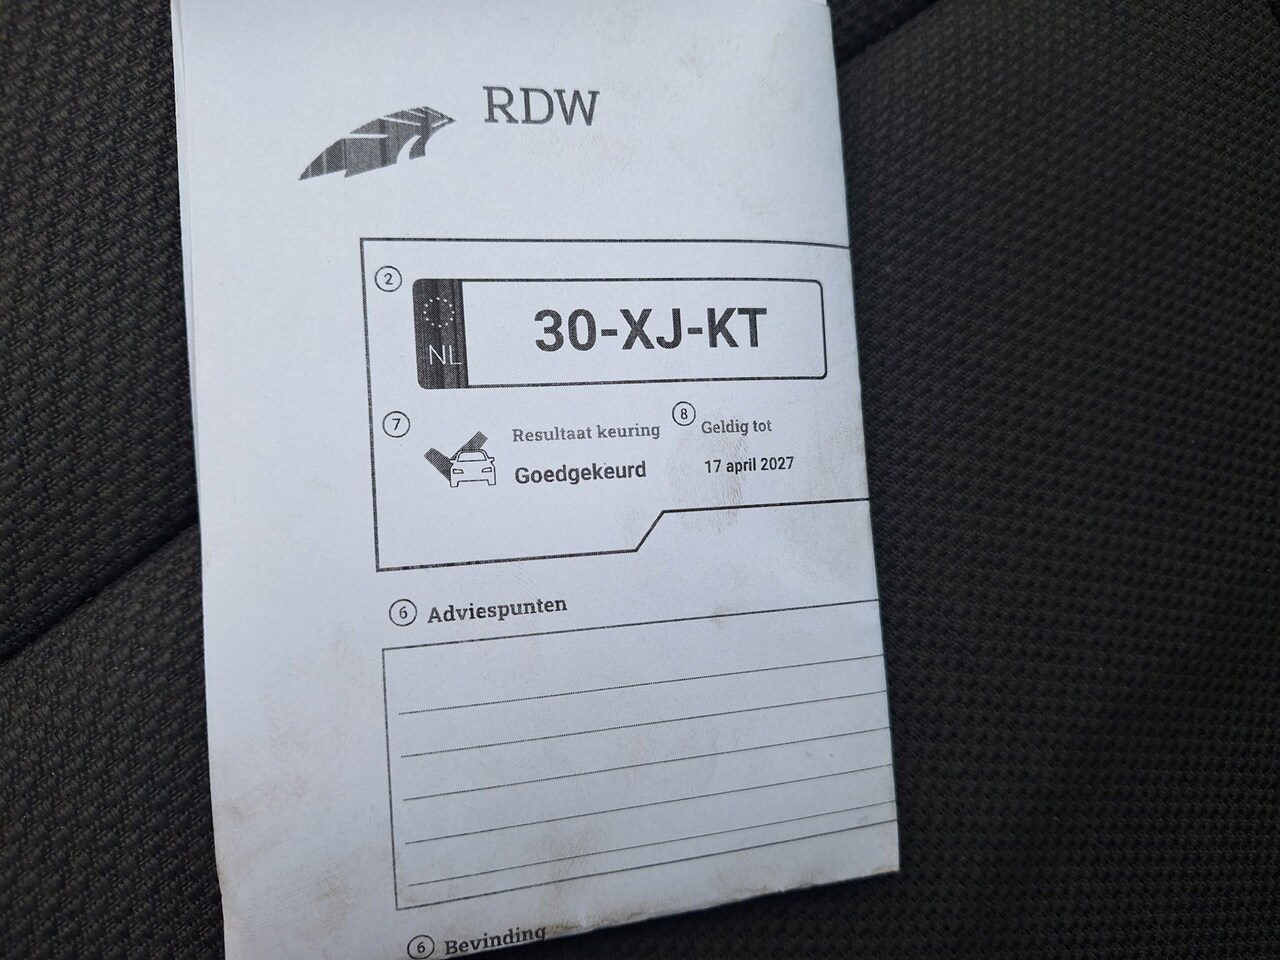 RDW
2
NL
30-XJ-KT
7
Resultaat keuring
8
Geldig tot
Goedgekeurd
17 april 2027
6 Adviespunten
6 Bevinding